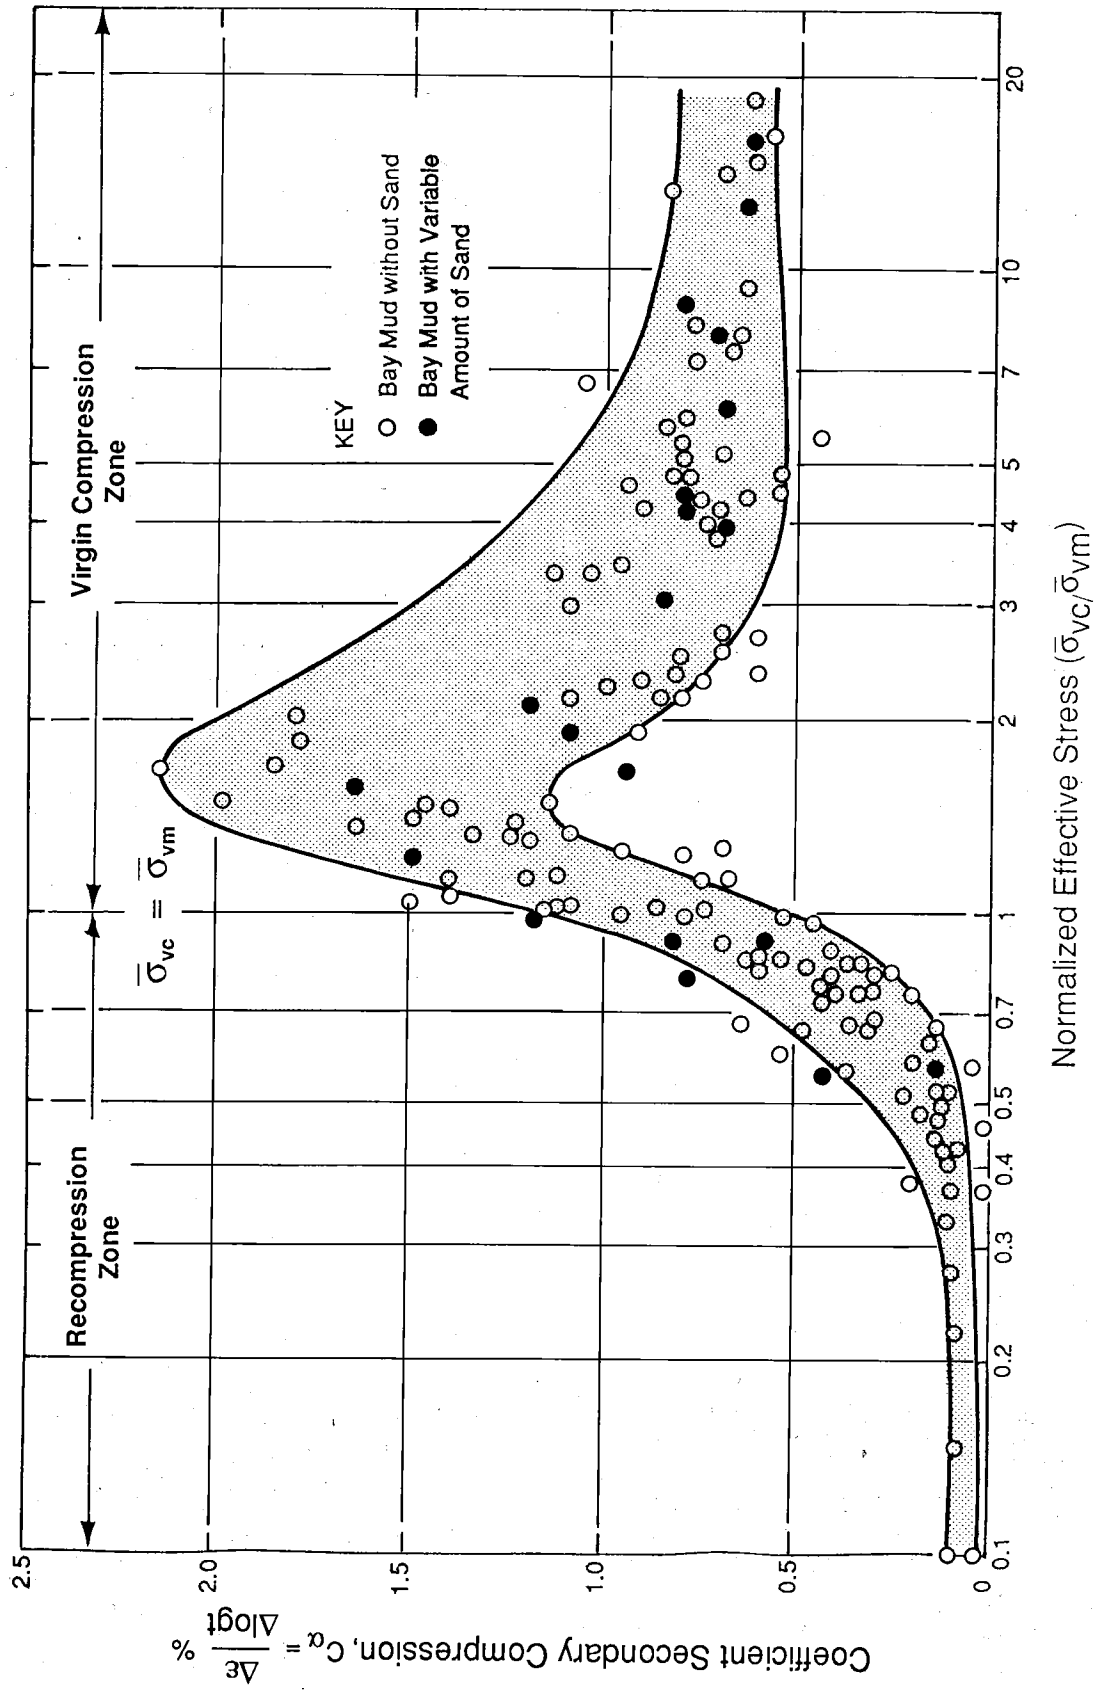 Recompression
Zone
Virgin Compression
Zone
σ̅vc = σ̅vm
KEY
Bay Mud without Sand
Bay Mud with Variable
Amount of Sand
Coefficient Secondary Compression, Cα = Δε/Δlogt %
2.5
2.0
1.5
1.0
0.5
0
0.1
0.2
0.3
0.4
0.5
0.7
1
2
3
4
5
7
10
20
Normalized Effective Stress (σ̅vc/σ̅vm)